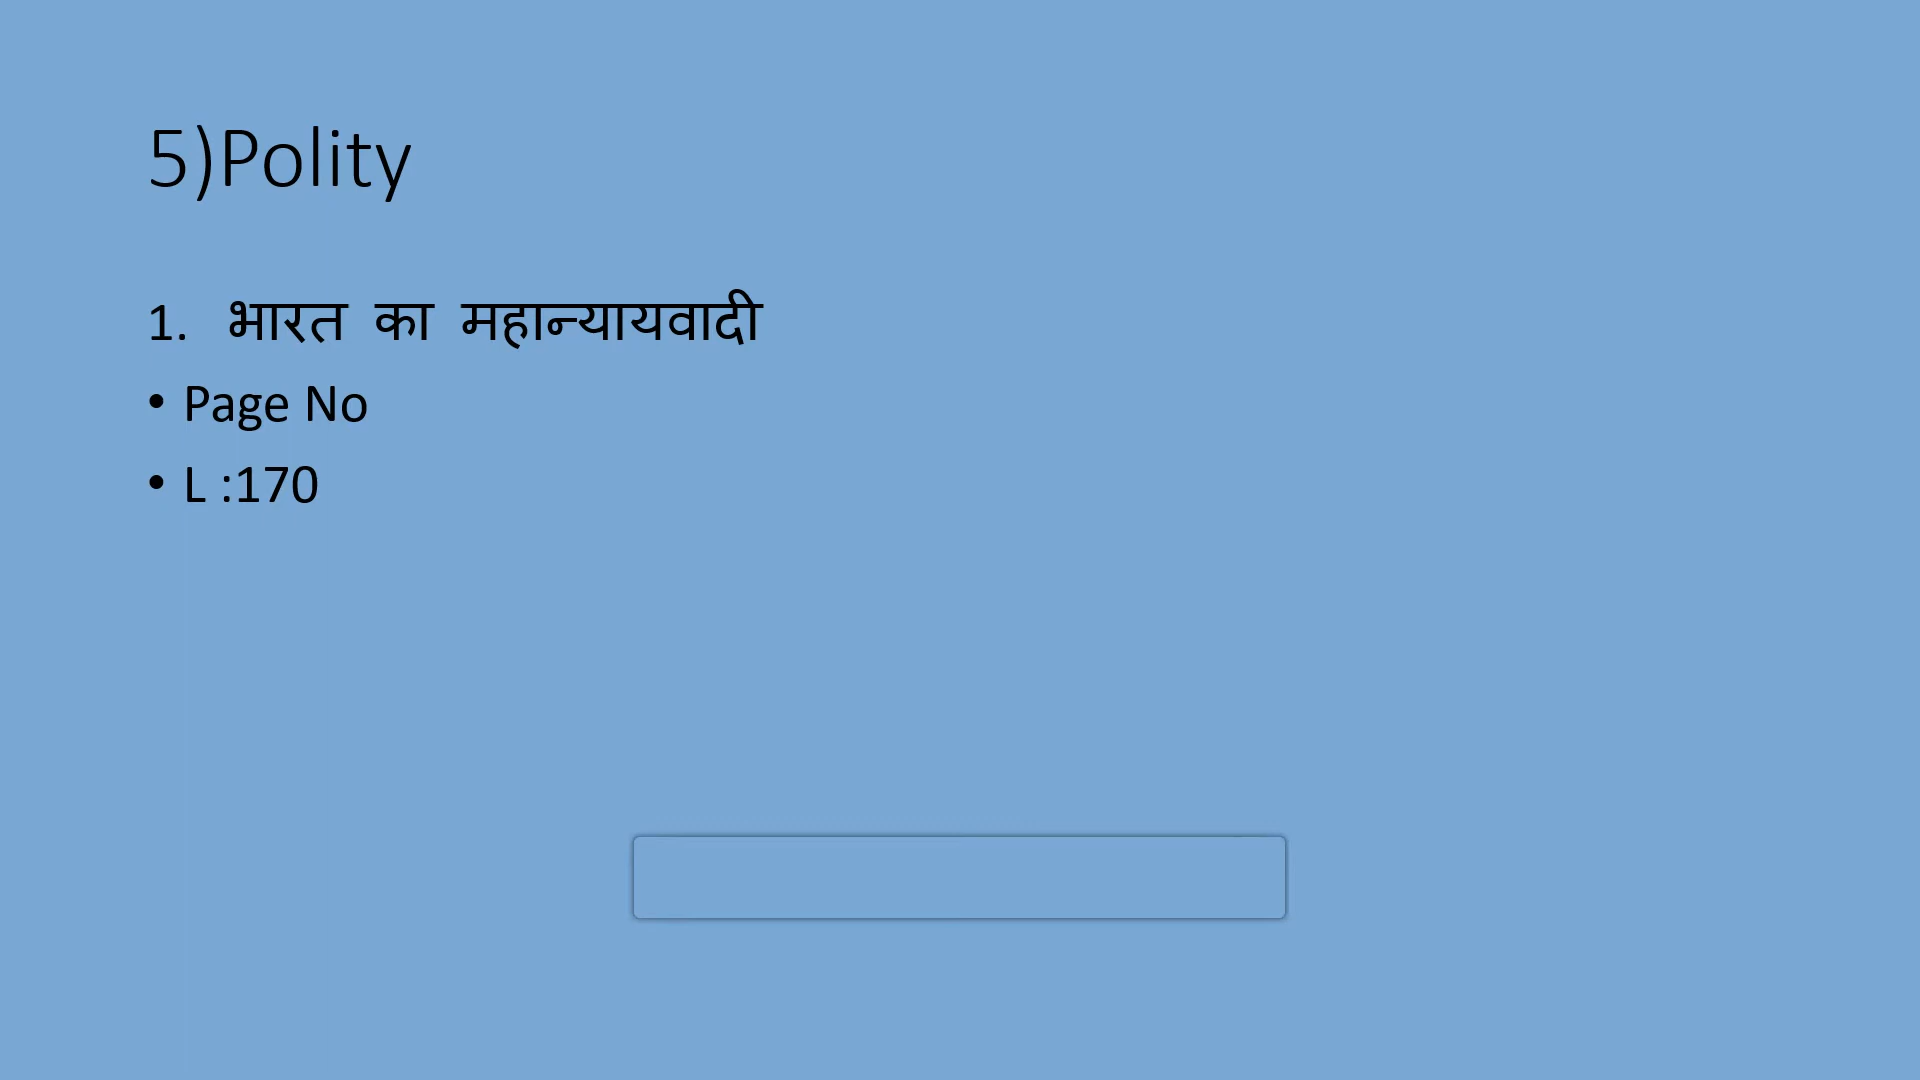 5)Polity
1. भारत का महान्यायवादी
• Page No
• L :170